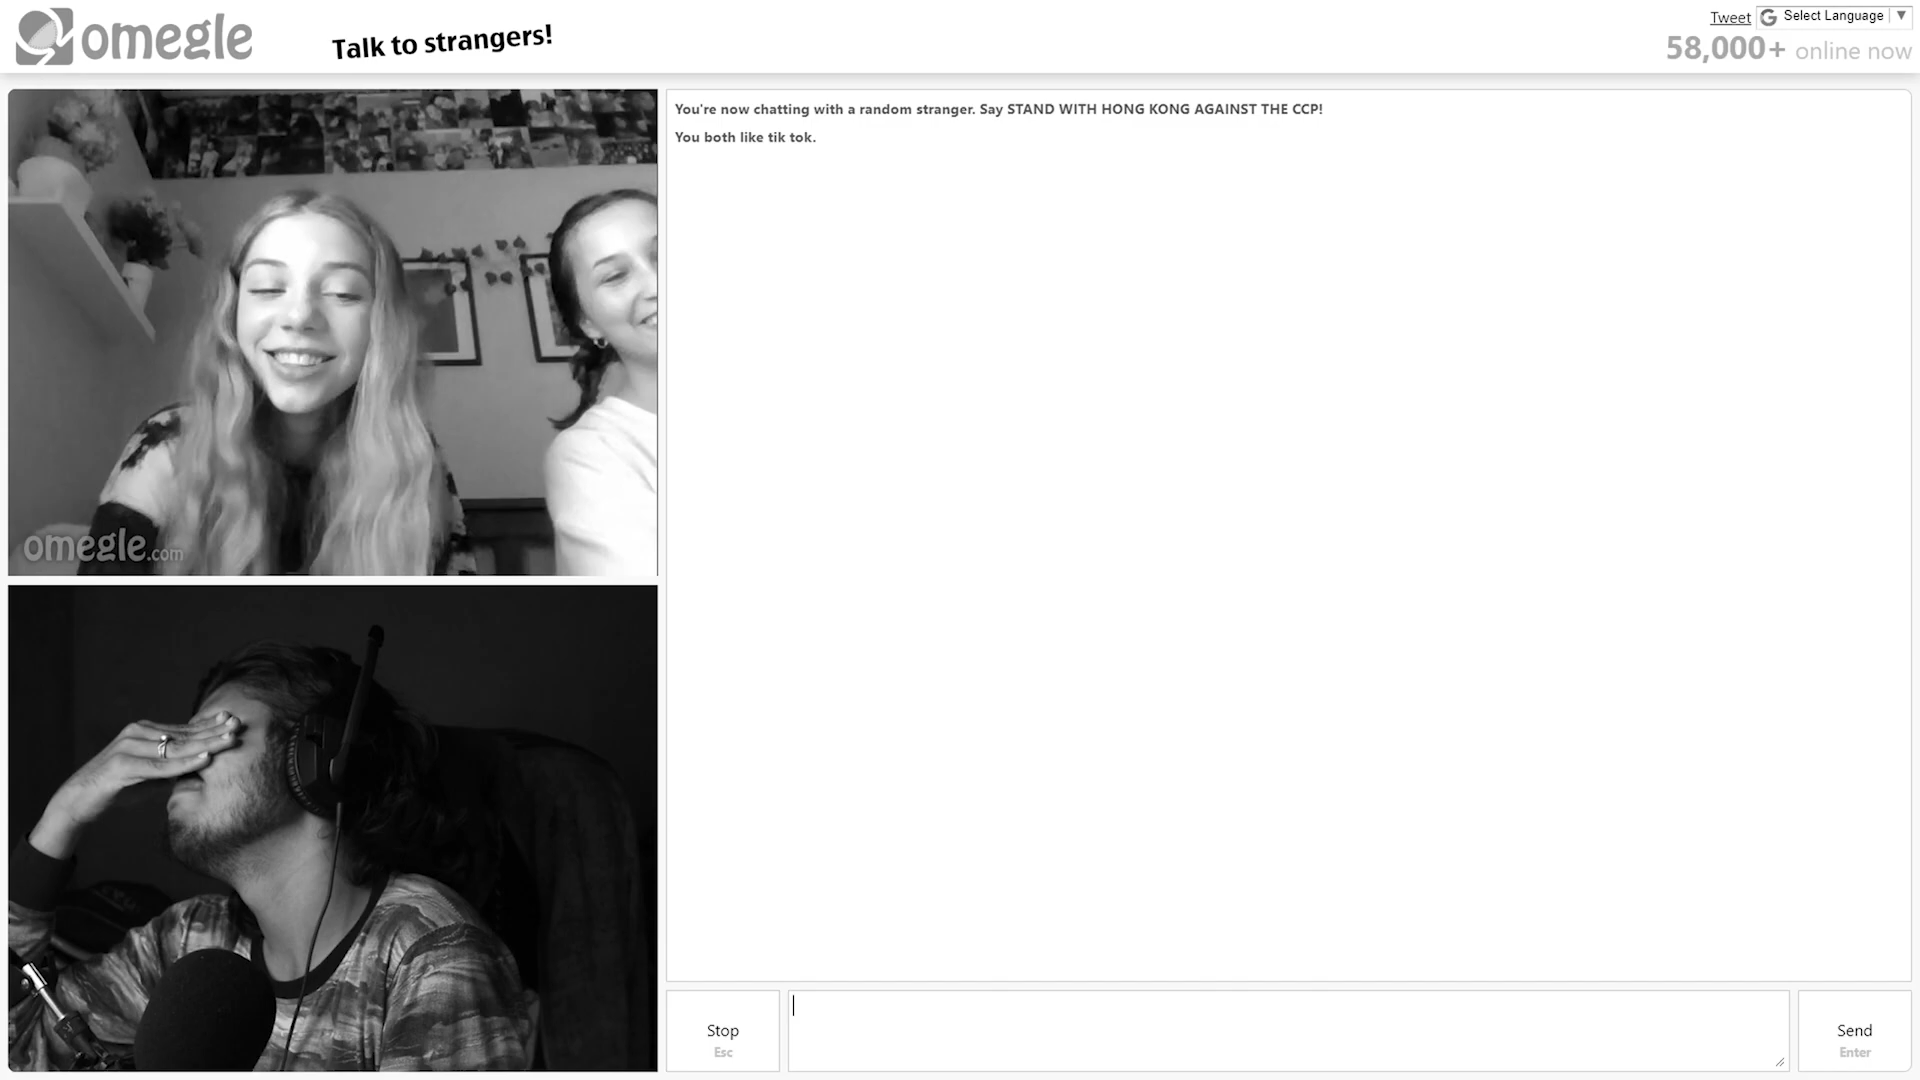 omegle
Talk to strangers!
Tweet
Select Language
58,000+ online now
You're now chatting with a random stranger. Say STAND WITH HONG KONG AGAINST THE CCP!
You both like tik tok.
omegle.com
Stop
Esc
Send
Enter